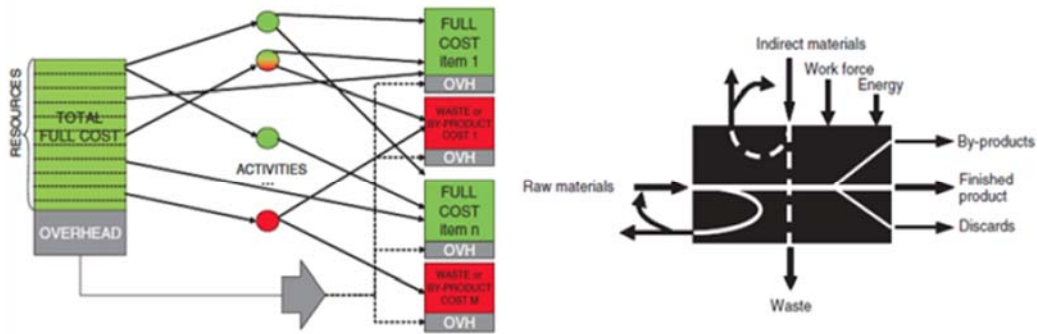 RESOURCES
TOTAL
FULL COST
OVERHEAD
ACTIVITIES
...
FULL
COST
item 1
OVH
WASTE or
BY-PRODUCT
COST 1
OVH
FULL
COST
item n
OVH
WASTE or
BY-PRODUCT
COST M
OVH
Indirect materials
Work force
Energy
Raw materials
By-products
Finished
product
Discards
Waste